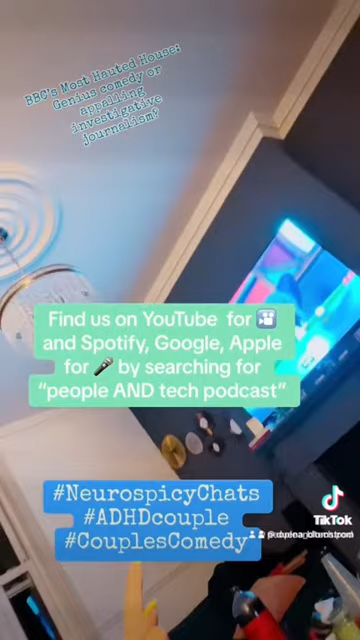 BBC's Most Hauted House:
Genius comedy or
appalling
investigative
journalism?
Find us on YouTube for 🎦
and Spotify, Google, Apple
for 🎤 by searching for
“people AND tech podcast”
#NeurospicyChats
#ADHDcouple
#CouplesComedy
TikTok